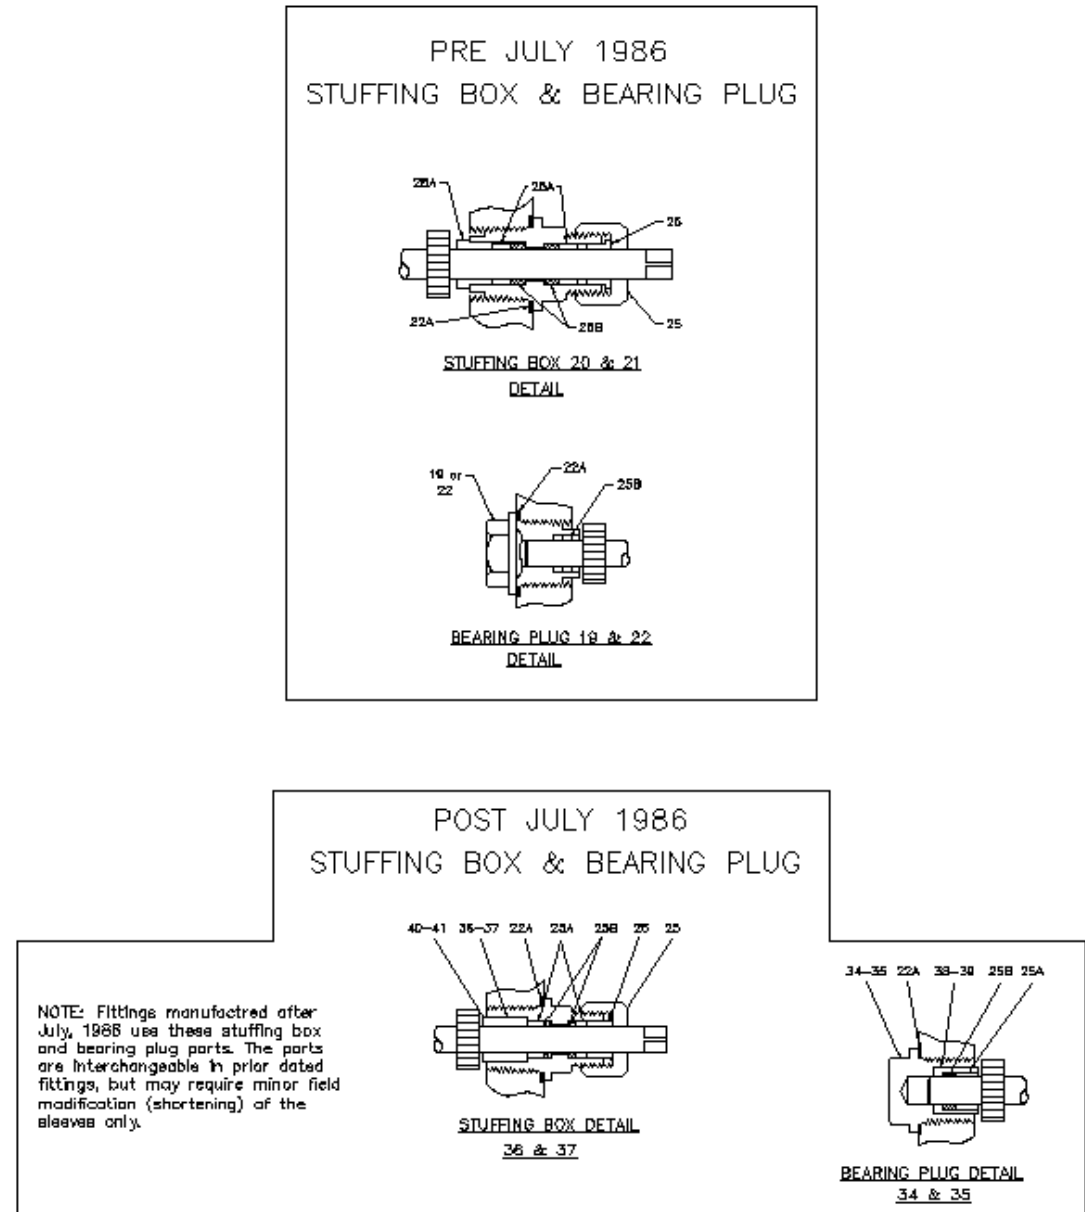 PRE JULY 1986
STUFFING BOX & BEARING PLUG
26A
26A
26
22A
26B
25
STUFFING BOX 20 & 21
DETAIL
19 or
22
22A
25B
BEARING PLUG 19 & 22
DETAIL
POST JULY 1986
STUFFING BOX & BEARING PLUG
40-41 36-37 22A 25B 26 25
34-35 22A 38-39 25B 25A
NOTE: Fittings manufactred after
July, 1986 use these stuffing box
and bearing plug parts. The parts
are interchangeable in prior dated
fittings, but may require minor field
modification (shortening) of the
sleeves only.
STUFFING BOX DETAIL
36 & 37
BEARING PLUG DETAIL
34 & 35